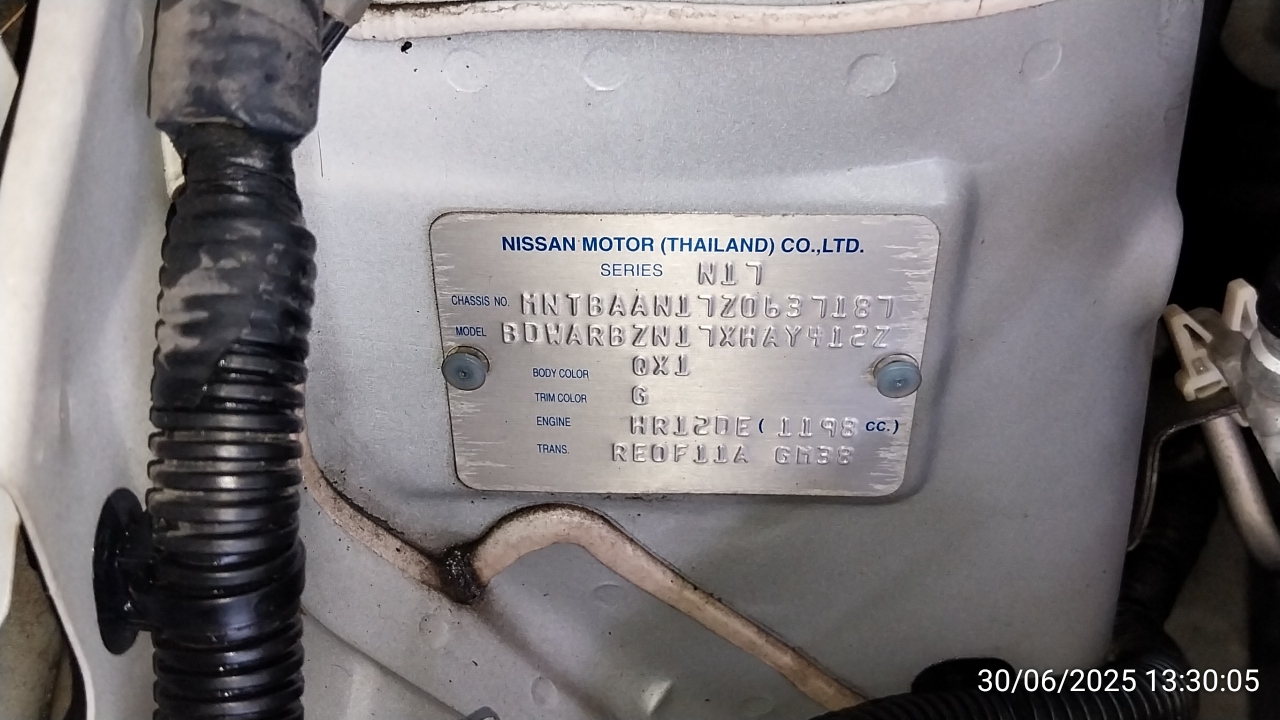 NISSAN MOTOR (THAILAND) CO.,LTD.
SERIES N17
CHASSIS NO. MNTBAAN17Z0637187
MODEL BDWARBZN17XHAY412Z
BODY COLOR QX1
TRIM COLOR G
ENGINE HR12DE ( 1198 CC.)
TRANS. RE0F11A GM38
30/06/2025 13:30:05